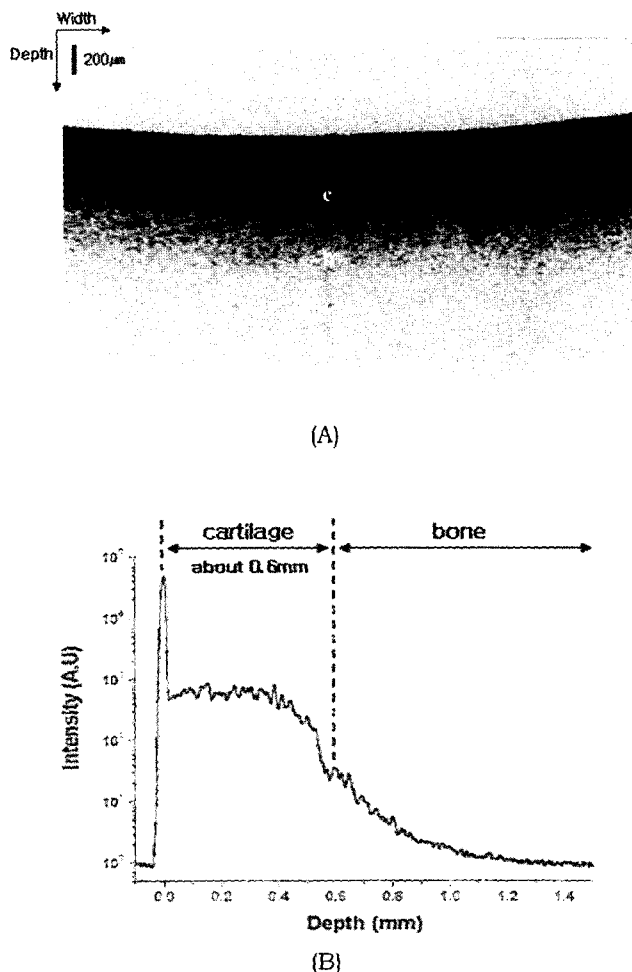 Width
Depth
200㎛
c
(A)
cartilage
bone
about 0.6mm
Intensity (A.U)
0.0 0.2 0.4 0.6 0.8 1.0 1.2 1.4
Depth (mm)
(B)